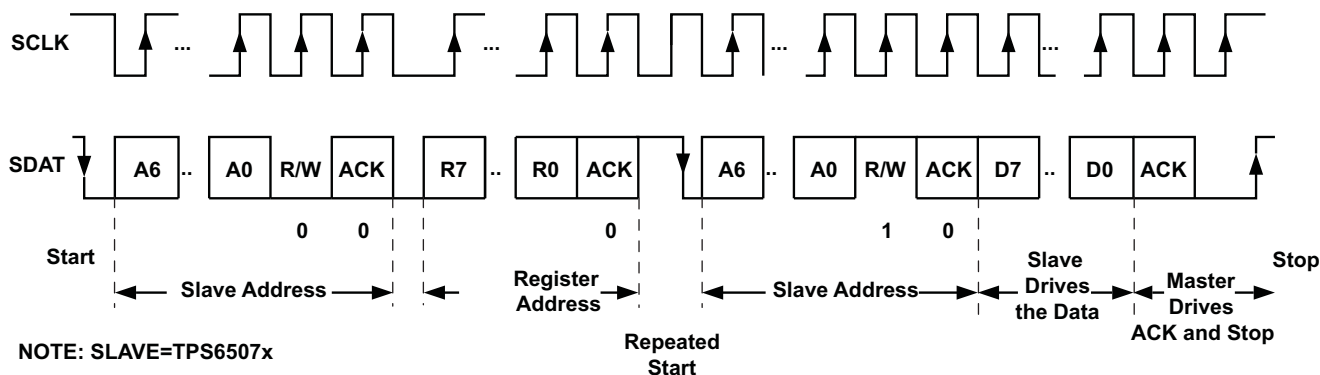 SCLK ... ... ... ...
SDAT A6 .. A0 R/W ACK R7 .. R0 ACK A6 .. A0 R/W ACK D7 .. D0 ACK
0 0 0 1 0
Start
Slave Address
Register
Address
Repeated
Start
Slave Address
Slave
Drives
the Data
Master
Drives
ACK and Stop
Stop
NOTE: SLAVE=TPS6507x